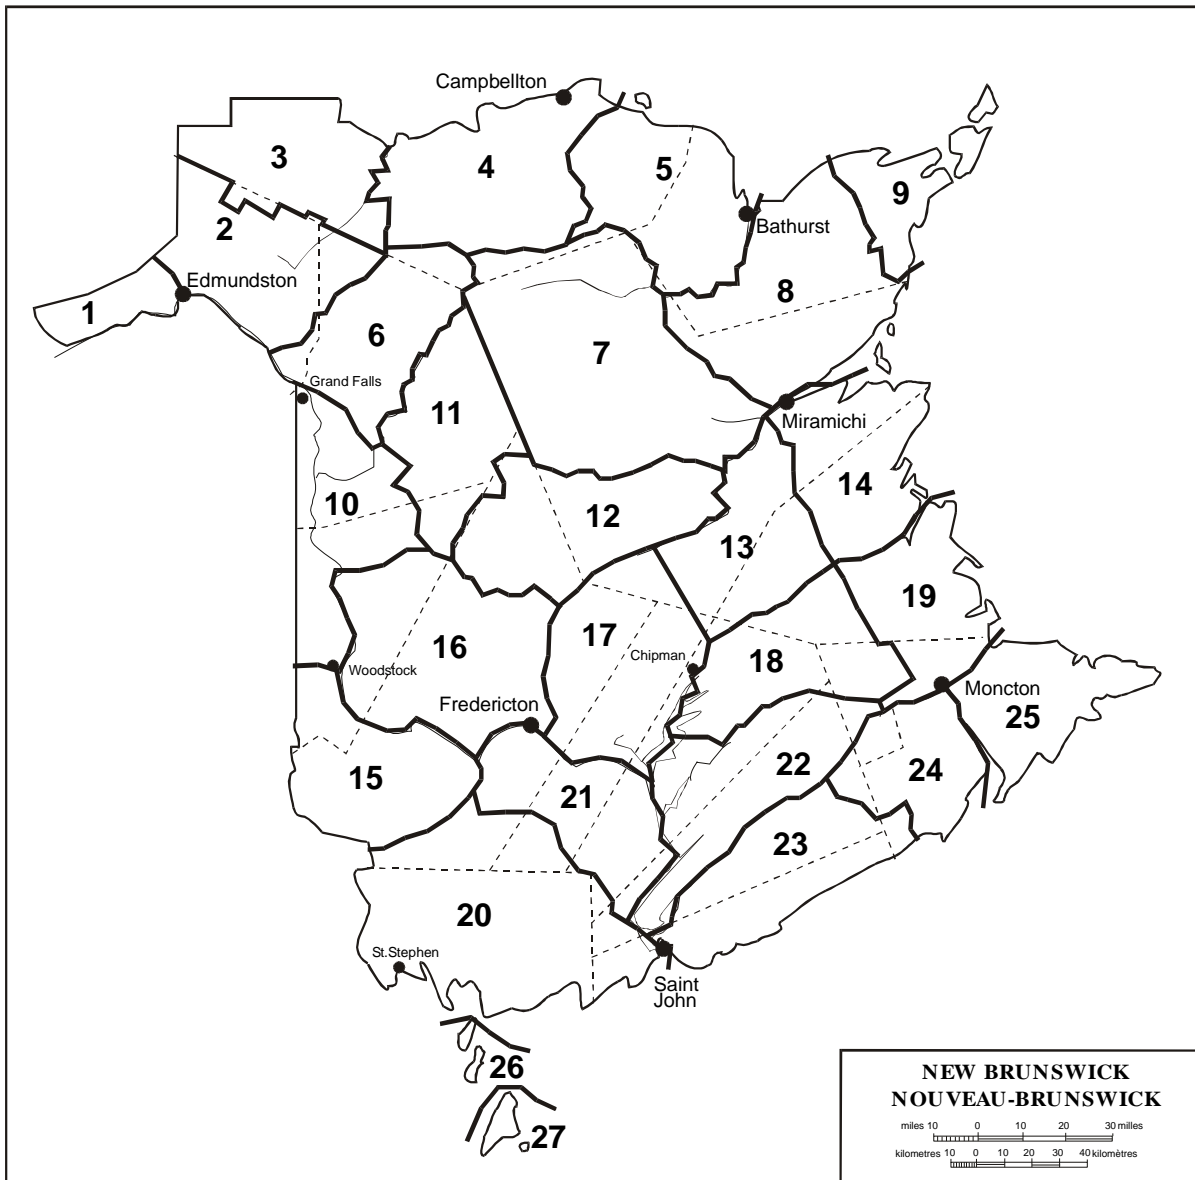 Campbellton
3
4
5
9
2
Bathurst
Edmundston
8
1
6
7
Grand Falls
11
Miramichi
14
10
12
13
19
17
16
18
Chipman
Woodstock
Moncton
Fredericton
25
22
24
15
21
23
20
St.Stephen
Saint
John
26
27
NEW BRUNSWICK
NOUVEAU-BRUNSWICK
miles 10 0 10 20 30 milles
kilometres 10 0 10 20 30 40 kilomètres